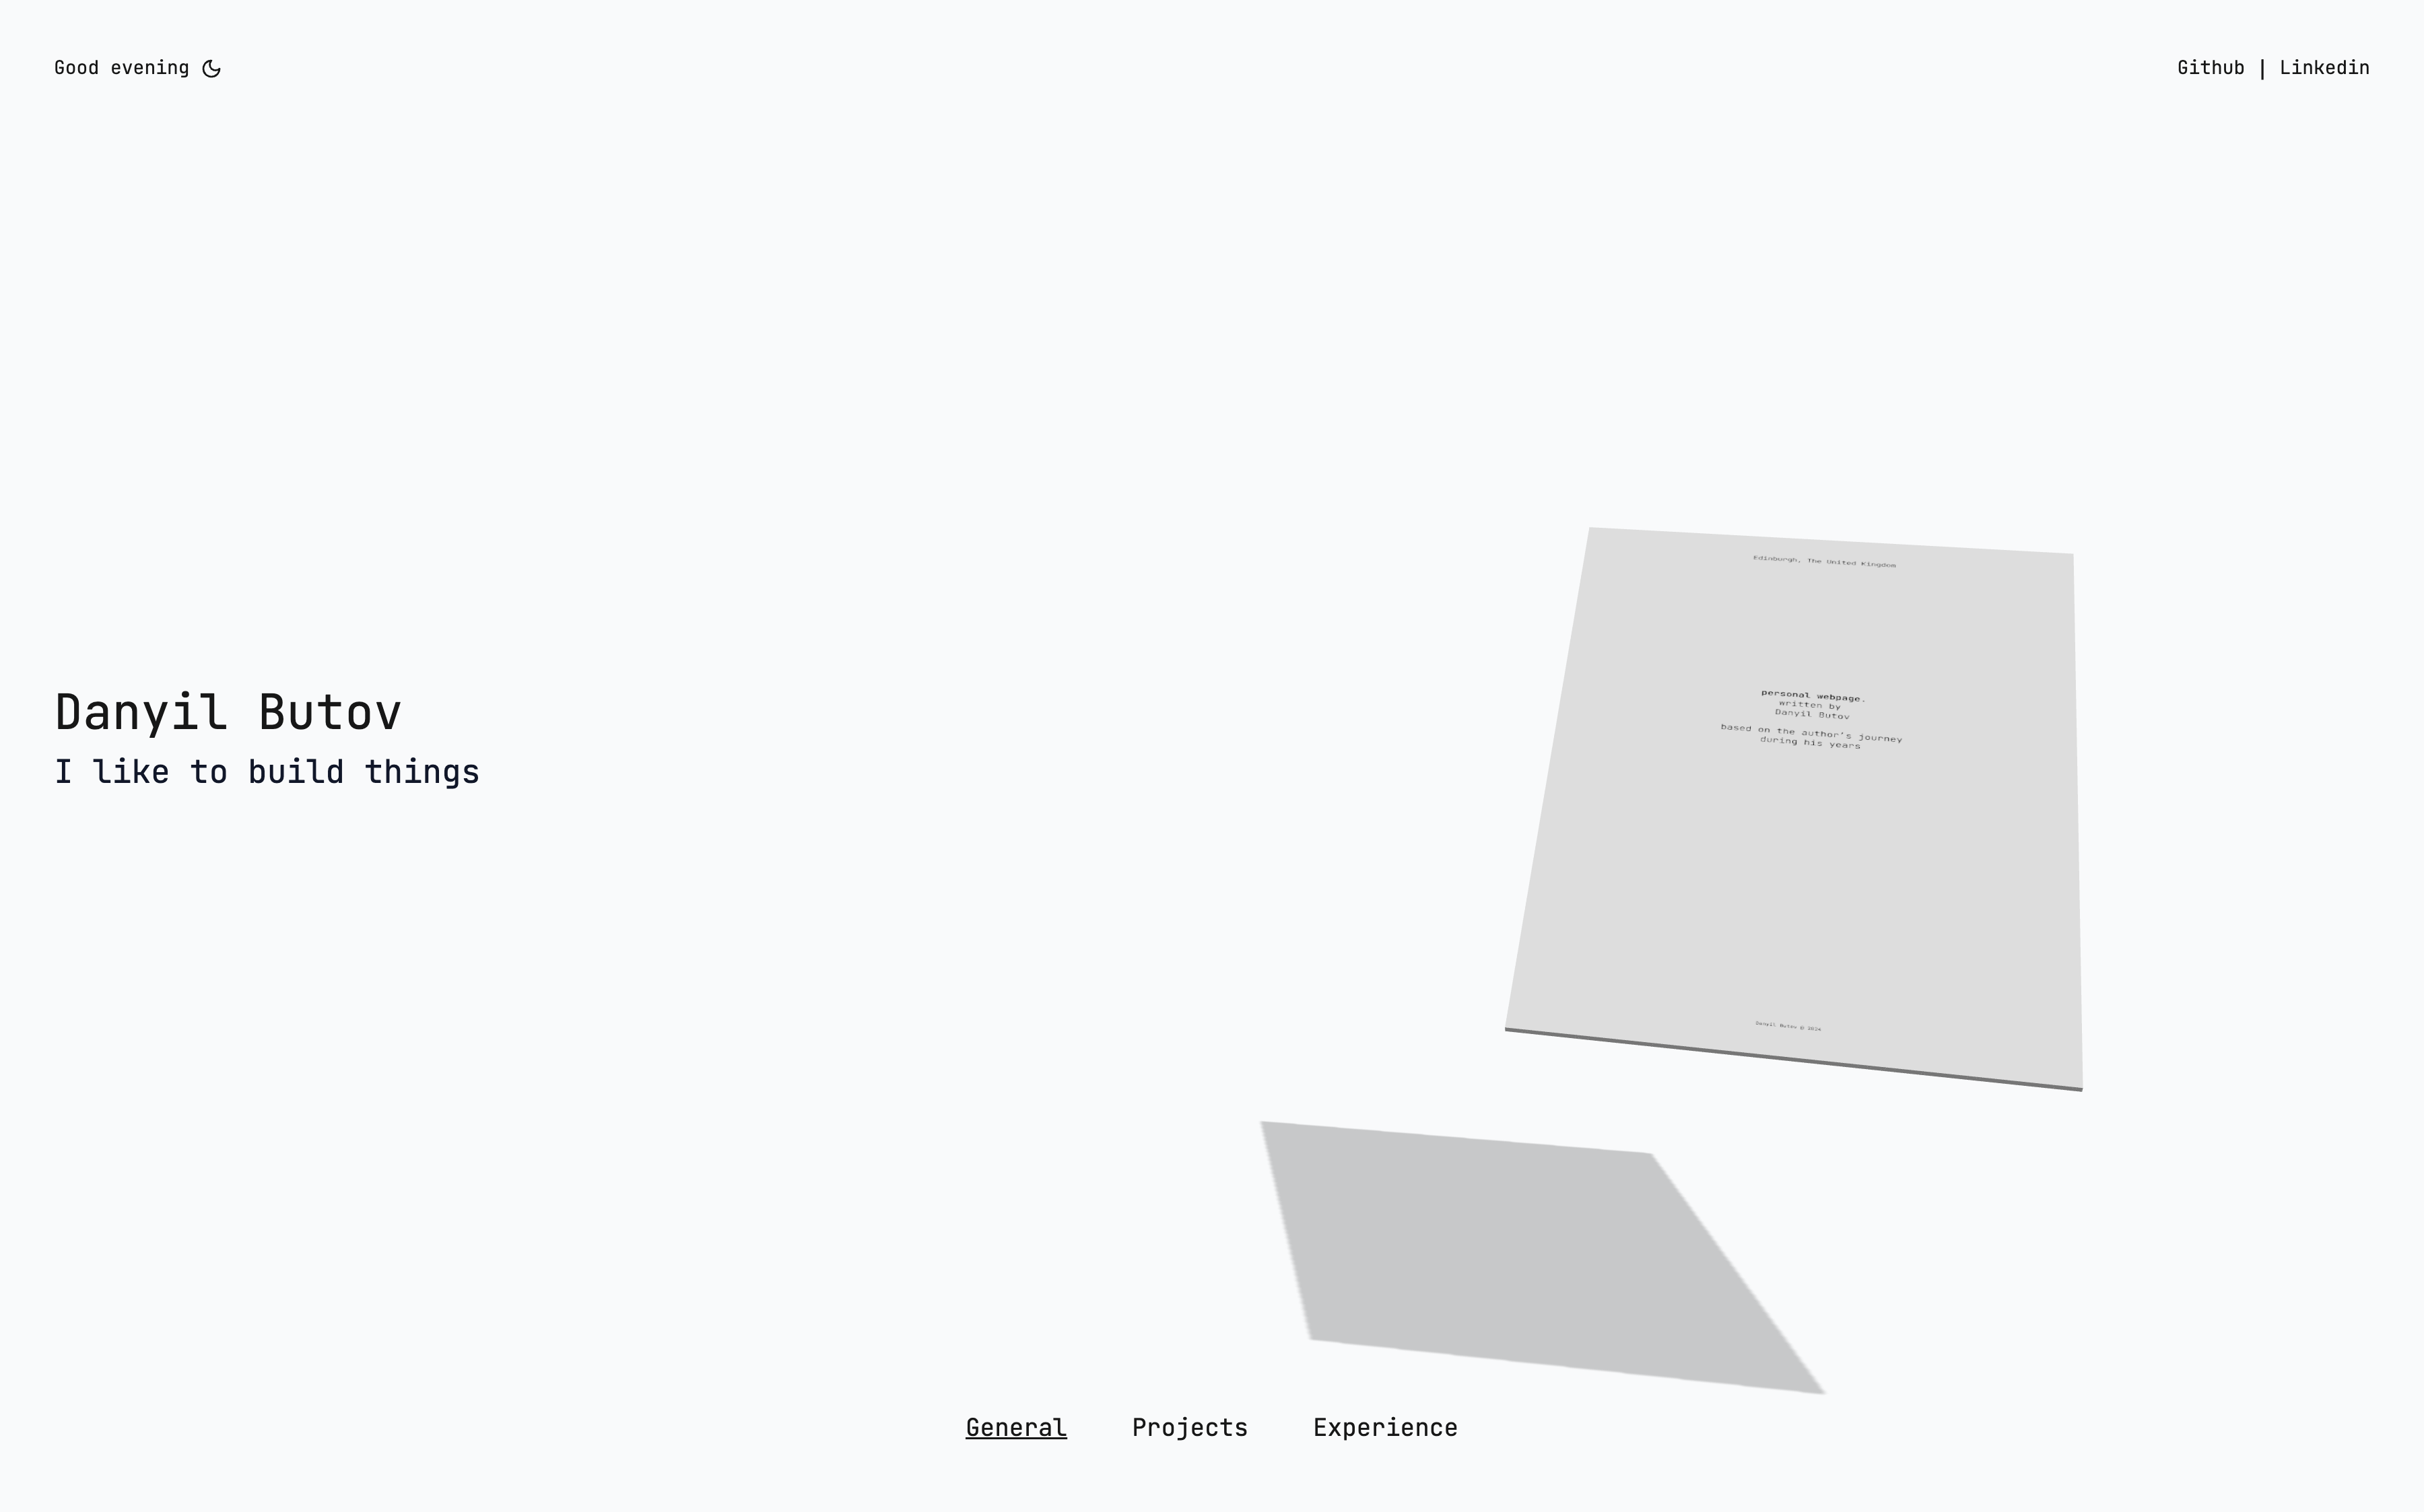 Good evening
Github | Linkedin
Edinburgh, The United Kingdom
personal webpage.
written by
Danyil Butov
based on the author's journey
during his years
Danyil Butov
I like to build things
Danyil Butov © 2024
General Projects Experience